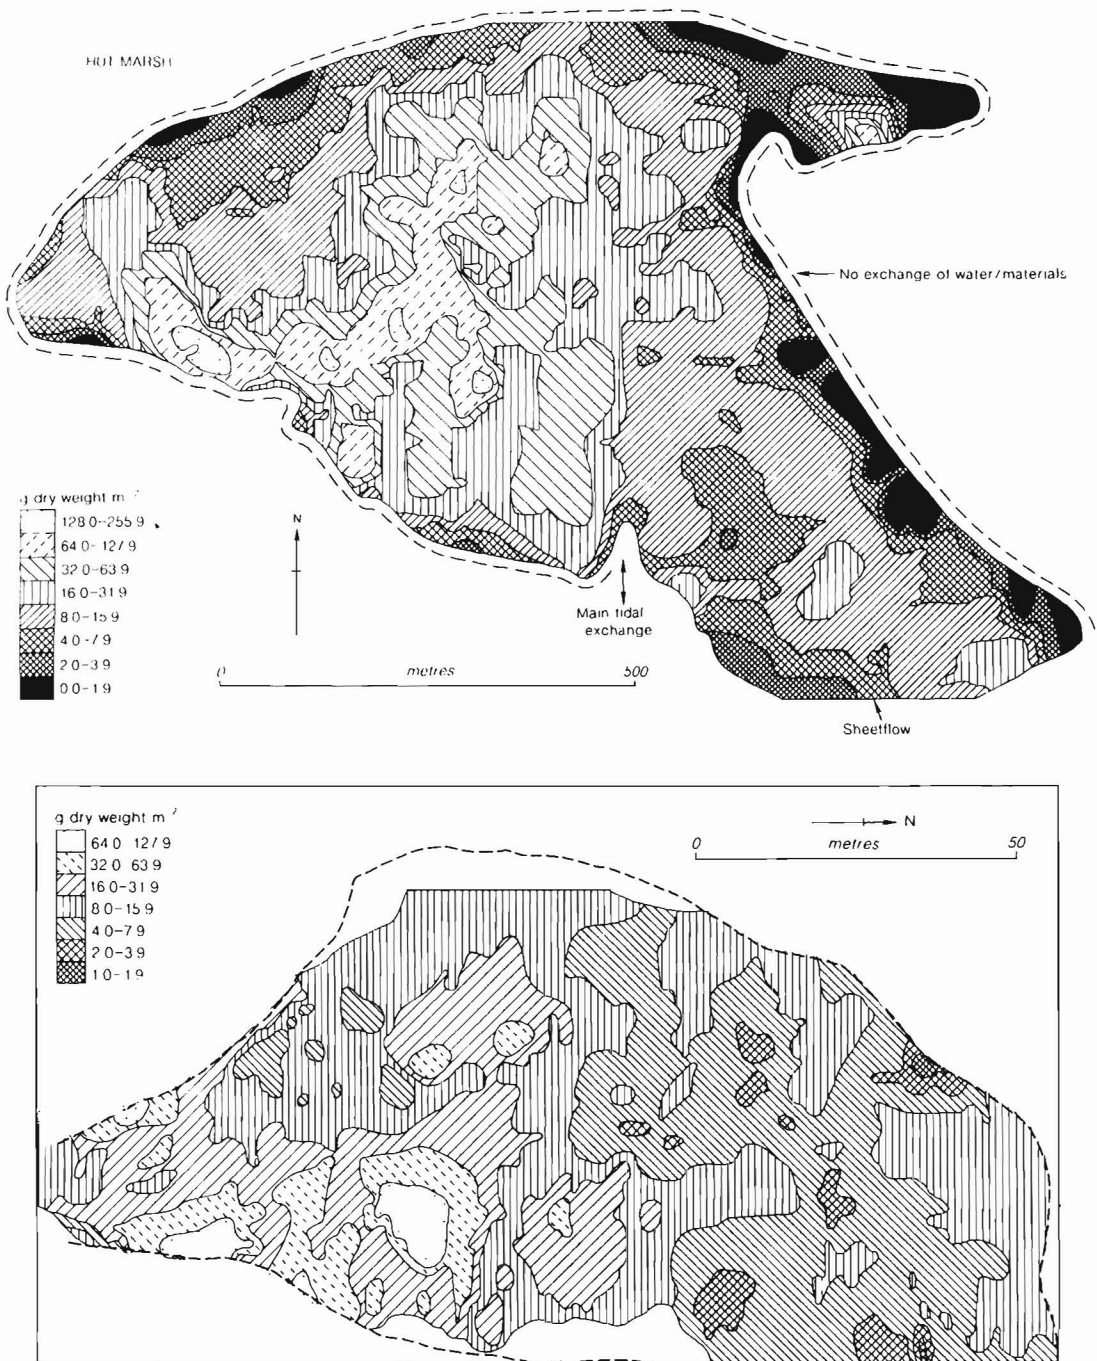 HUT MARSH
No exchange of water/materials
g dry weight m⁻²
128 0–255 9
64 0–127 9
32 0–63 9
16 0–31 9
8 0–15 9
4 0–7 9
2 0–3 9
0 0–1 9
N
Main tidal
exchange
0 metres 500
Sheetflow
g dry weight m⁻²
64 0 127 9
32 0 63 9
16 0–31 9
8 0–15 9
4 0–7 9
2 0–3 9
1 0–1 9
N
0 metres 50